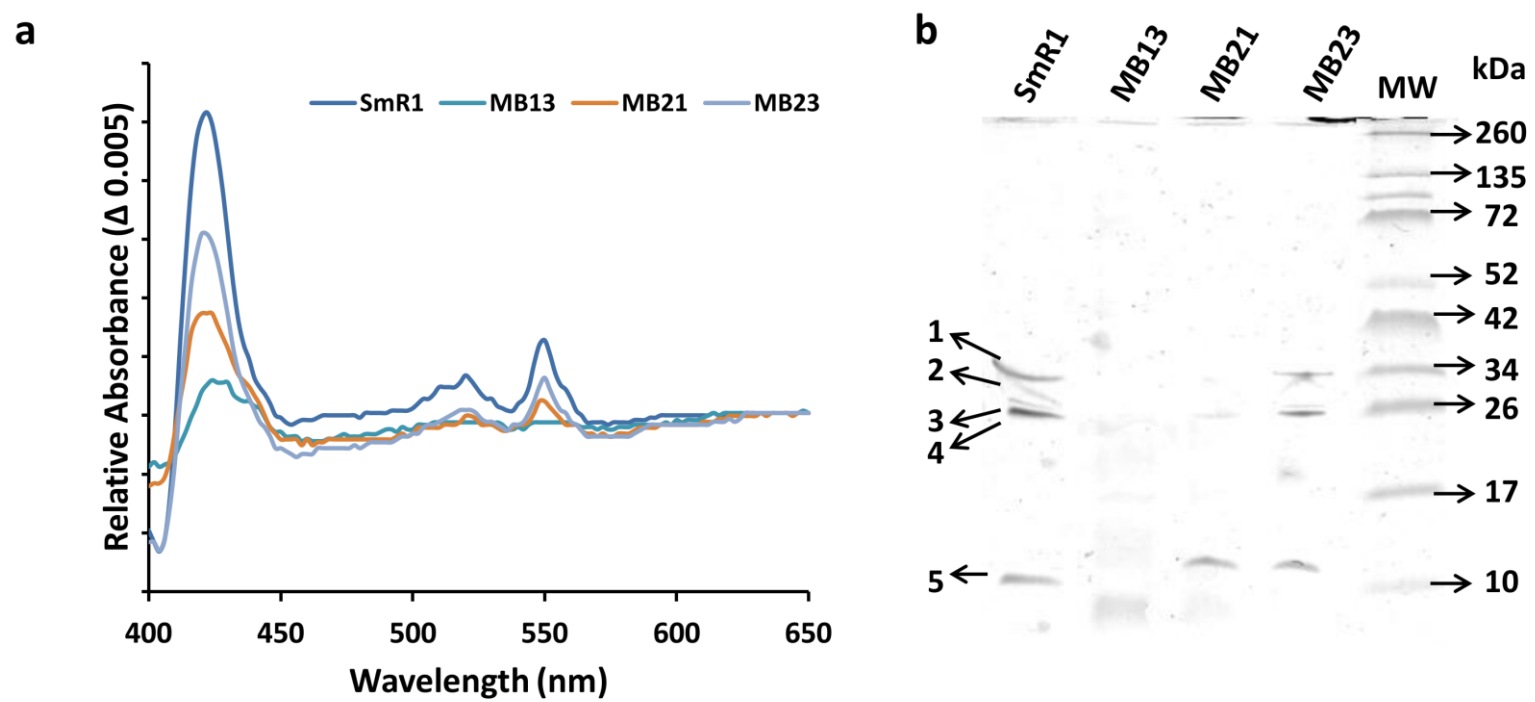 a
Relative Absorbance (Δ 0.005)
SmR1 MB13 MB21 MB23
400 450 500 550 600 650
Wavelength (nm)
b
SmR1 MB13 MB21 MB23 MW kDa
260
135
72
52
42
34
26
17
10
1
2
3
4
5